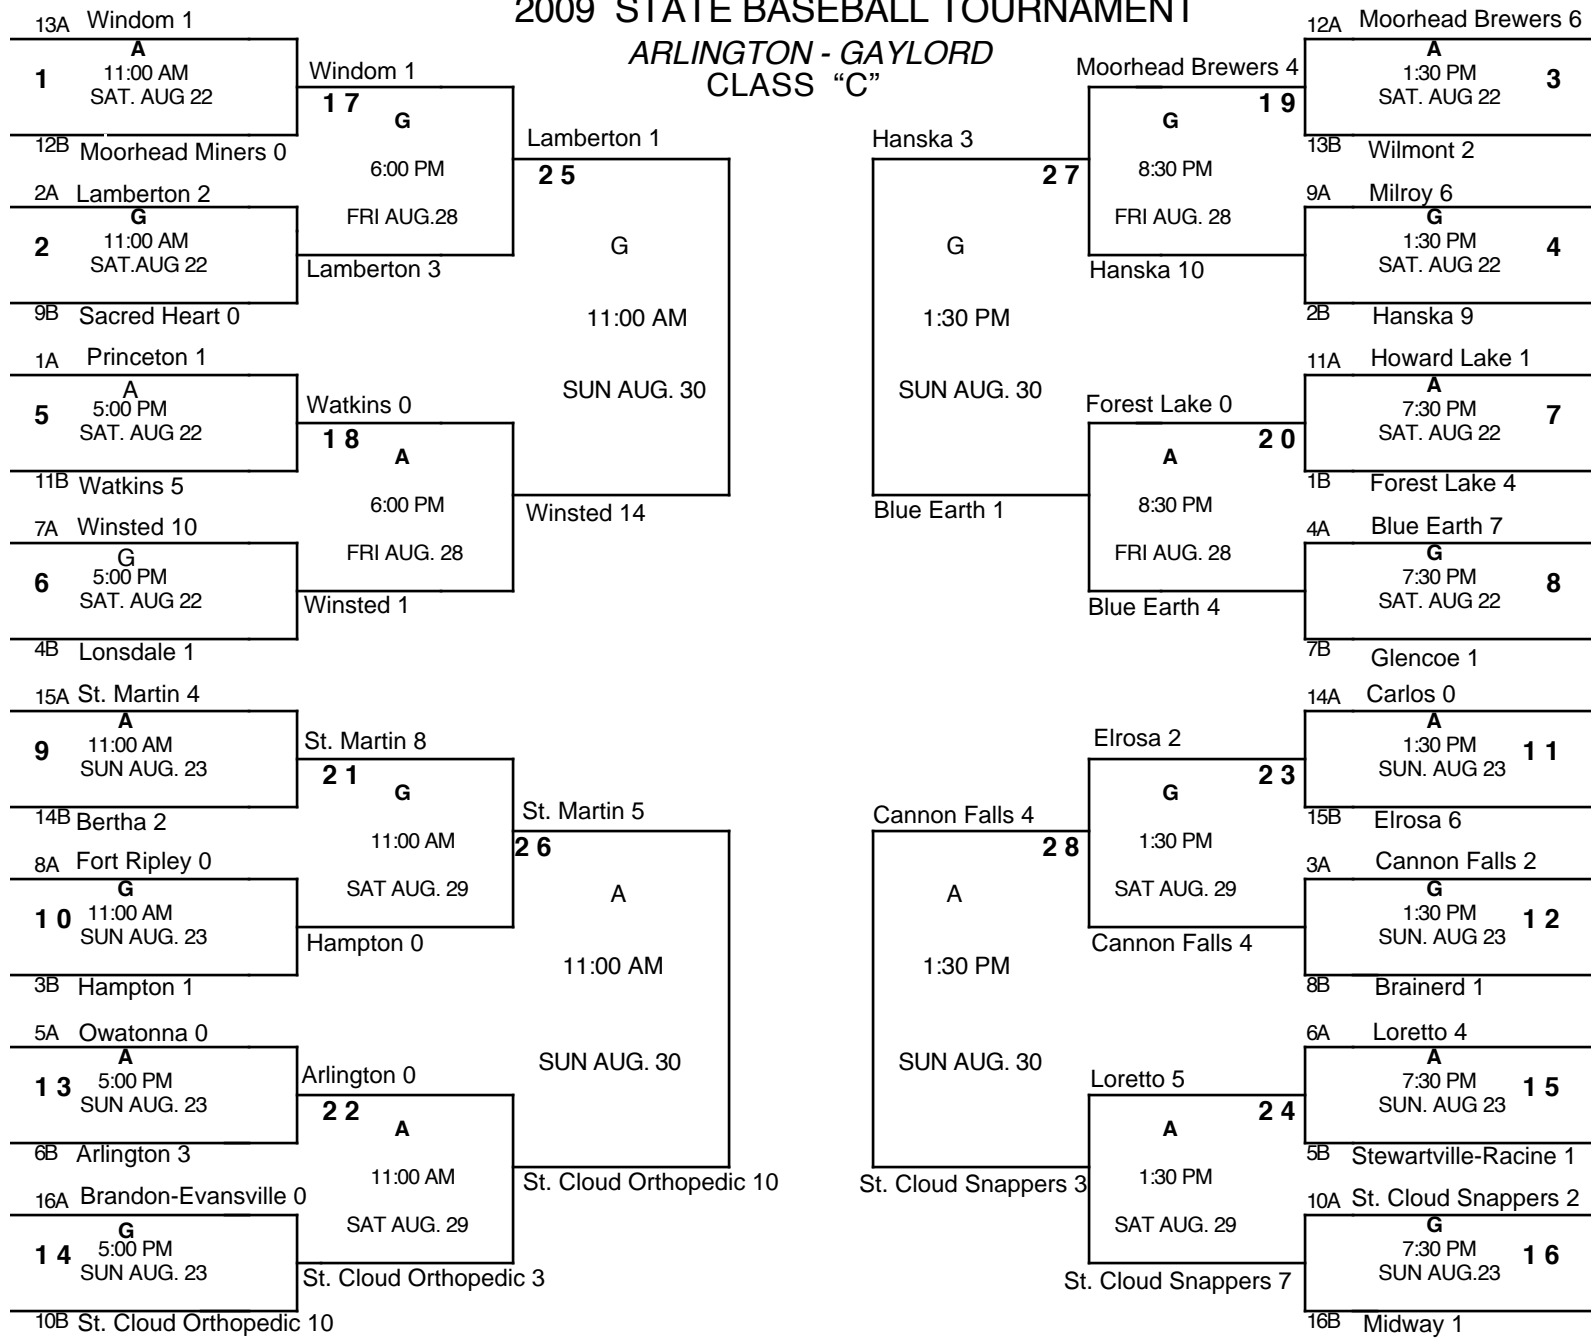 2009 STATE BASEBALL TOURNAMENT
ARLINGTON - GAYLORD
CLASS "C"
13A Windom 1
A
1 11:00 AM
SAT. AUG 22
12B Moorhead Miners 0
2A Lamberton 2
G
2 11:00 AM
SAT.AUG 22
9B Sacred Heart 0
1A Princeton 1
A
5 5:00 PM
SAT. AUG 22
11B Watkins 5
7A Winsted 10
G
6 5:00 PM
SAT. AUG 22
4B Lonsdale 1
15A St. Martin 4
A
9 11:00 AM
SUN AUG. 23
14B Bertha 2
8A Fort Ripley 0
G
10 11:00 AM
SUN AUG. 23
3B Hampton 1
5A Owatonna 0
A
13 5:00 PM
SUN AUG. 23
6B Arlington 3
16A Brandon-Evansville 0
G
14 5:00 PM
SUN AUG. 23
10B St. Cloud Orthopedic 10
Windom 1
17
G
6:00 PM
FRI AUG.28
Lamberton 3
Watkins 0
18
A
6:00 PM
FRI AUG. 28
Winsted 1
St. Martin 8
21
G
11:00 AM
SAT AUG. 29
Hampton 0
Arlington 0
22
A
11:00 AM
SAT AUG. 29
St. Cloud Orthopedic 3
Lamberton 1
25
G
11:00 AM
SUN AUG. 30
Winsted 14
St. Martin 5
26
A
11:00 AM
SUN AUG. 30
St. Cloud Orthopedic 10
Hanska 3
27
G
1:30 PM
SUN AUG. 30
Blue Earth 1
Cannon Falls 4
28
A
1:30 PM
SUN AUG. 30
St. Cloud Snappers 3
Moorhead Brewers 4
19
G
8:30 PM
FRI AUG. 28
Hanska 10
Forest Lake 0
20
A
8:30 PM
FRI AUG. 28
Blue Earth 4
Elrosa 2
23
G
1:30 PM
SAT AUG. 29
Cannon Falls 4
Loretto 5
24
A
1:30 PM
SAT AUG. 29
St. Cloud Snappers 7
12A Moorhead Brewers 6
A
1:30 PM 3
SAT. AUG 22
13B Wilmont 2
9A Milroy 6
G
1:30 PM 4
SAT. AUG 22
2B Hanska 9
11A Howard Lake 1
A
7:30 PM 7
SAT. AUG 22
1B Forest Lake 4
4A Blue Earth 7
G
7:30 PM 8
SAT. AUG 22
7B Glencoe 1
14A Carlos 0
A
1:30 PM 11
SUN. AUG 23
15B Elrosa 6
3A Cannon Falls 2
G
1:30 PM 12
SUN. AUG 23
8B Brainerd 1
6A Loretto 4
A
7:30 PM 15
SUN. AUG 23
5B Stewartville-Racine 1
10A St. Cloud Snappers 2
G
7:30 PM 16
SUN AUG.23
16B Midway 1